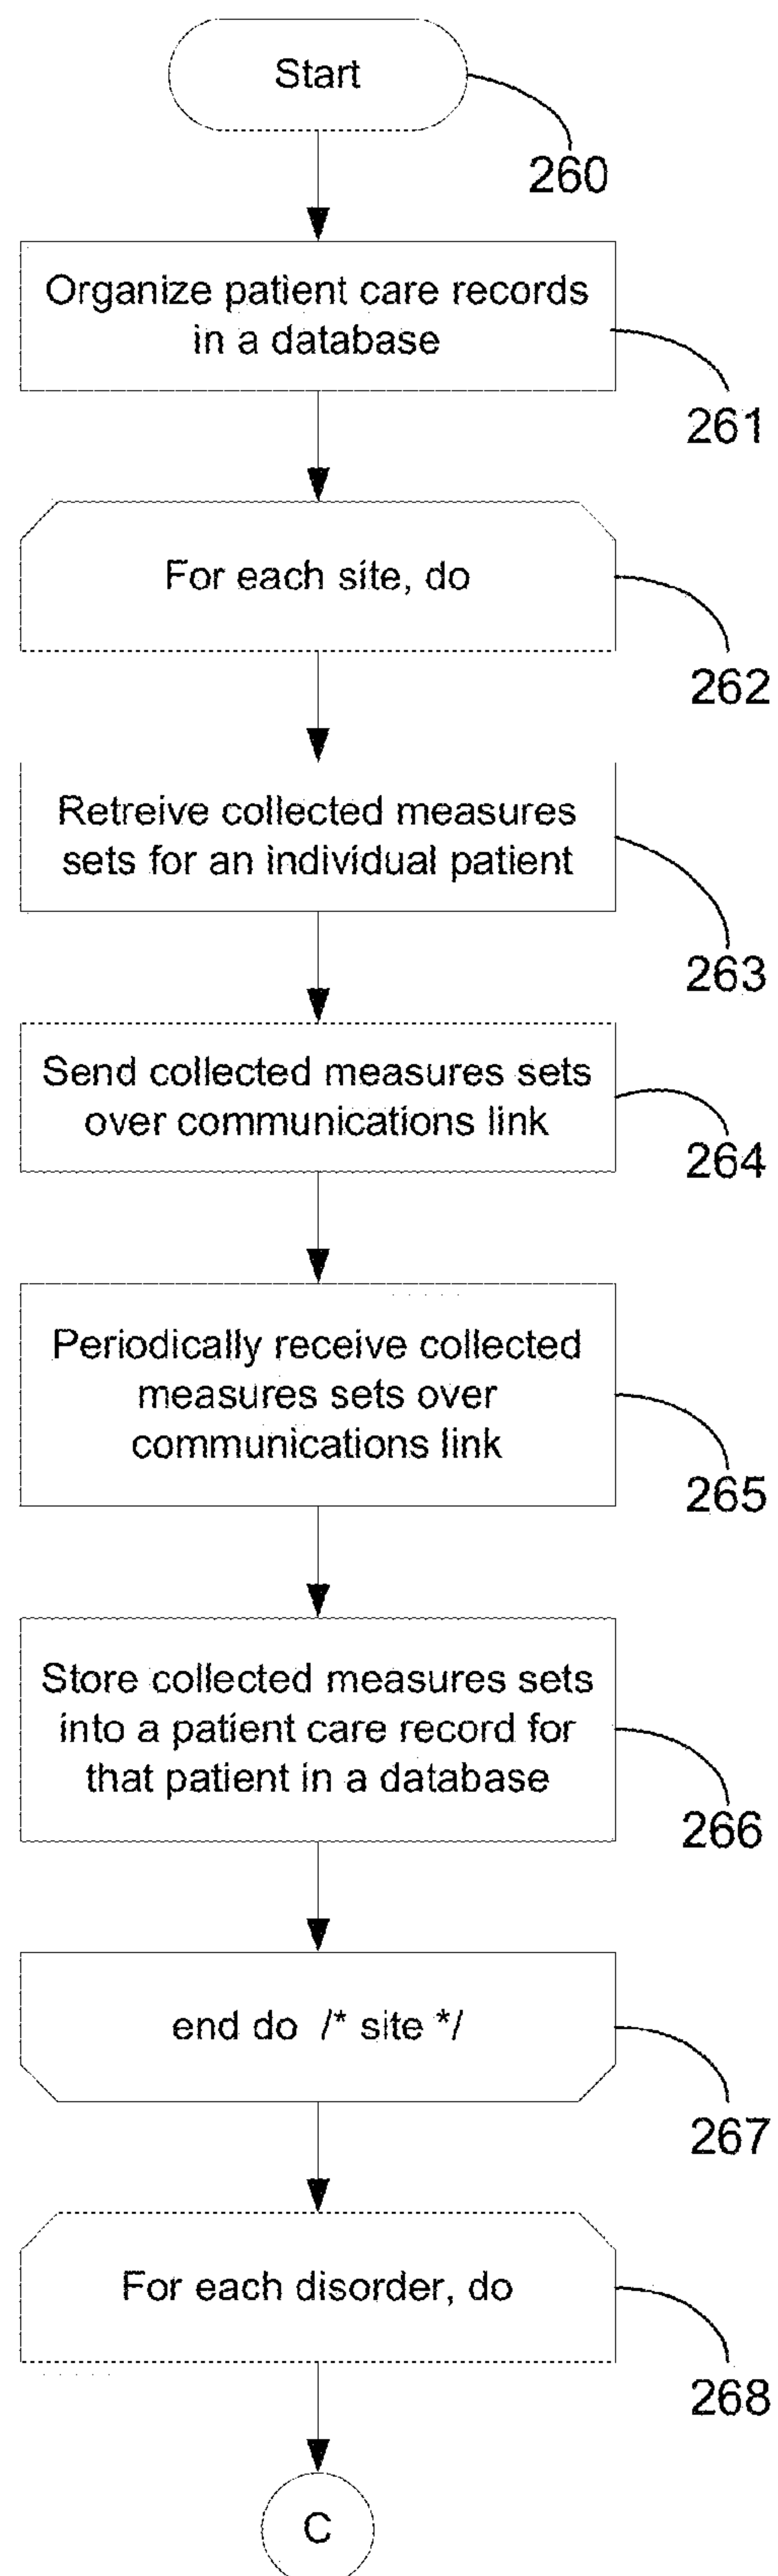 Start
260
Organize patient care records
in a database
261
For each site, do
262
Retreive collected measures
sets for an individual patient
263
Send collected measures sets
over communications link
264
Periodically receive collected
measures sets over
communications link
265
Store collected measures sets
into a patient care record for
that patient in a database
266
end do /* site */
267
For each disorder, do
268
C